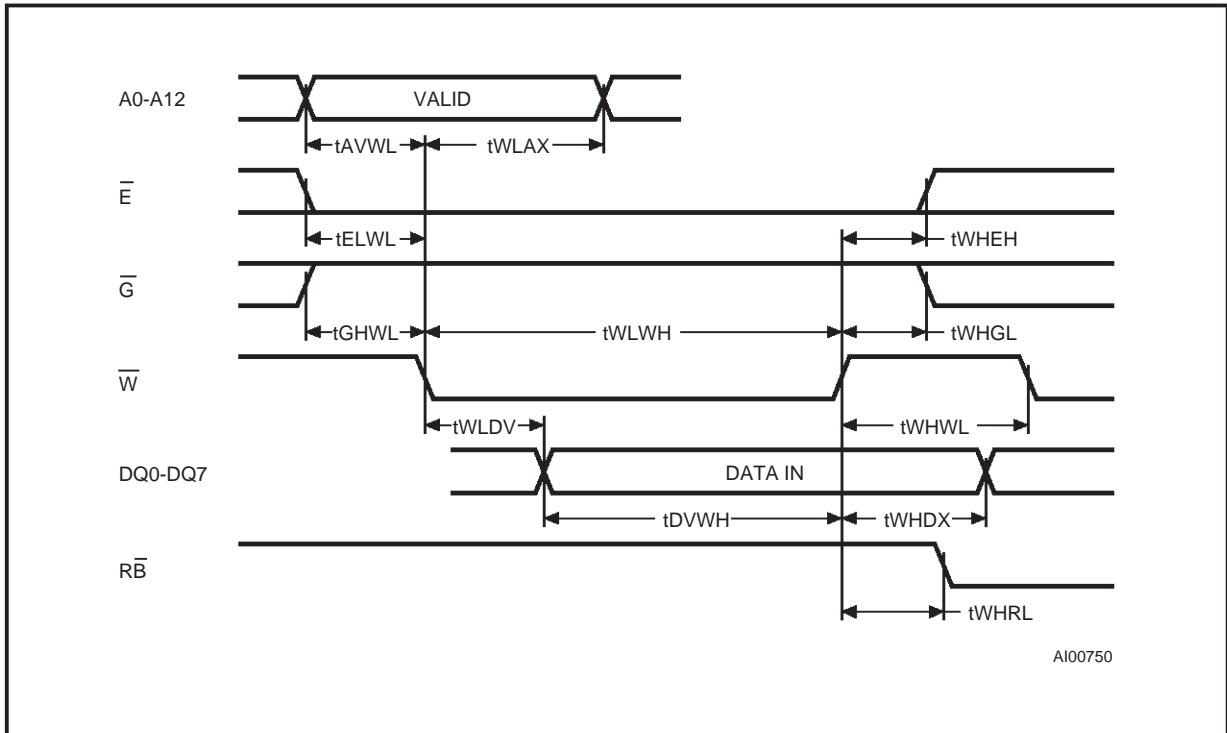 A0-A12
VALID
tAVWL
tWLAX
E̅
tELWL
tWHEH
G̅
tGHWL
tWLWH
tWHGL
W̅
tWLDV
tWHWL
DQ0-DQ7
DATA IN
tDVWH
tWHDX
RB̅
tWHRL
AI00750